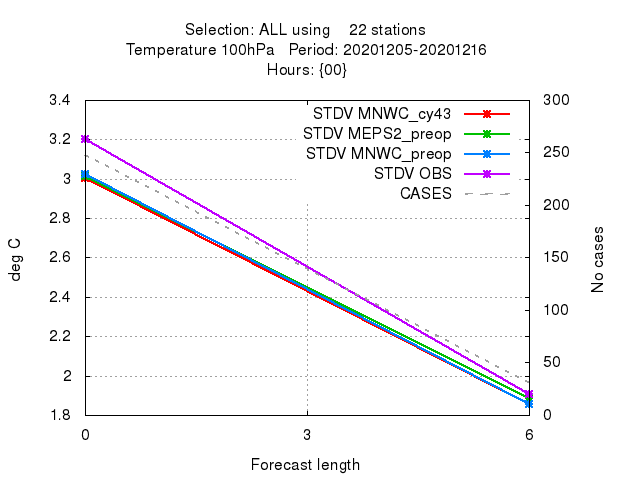 Selection: ALL using    22 stations
Temperature 100hPa   Period: 20201205-20201216
Hours: {00}
3.4
3.2
3
2.8
2.6
2.4
2.2
2
1.8
deg C
STDV MNWC_cy43
STDV MEPS2_preop
STDV MNWC_preop
STDV OBS
CASES
300
250
200
150
100
50
0
No cases
0
3
6
Forecast length